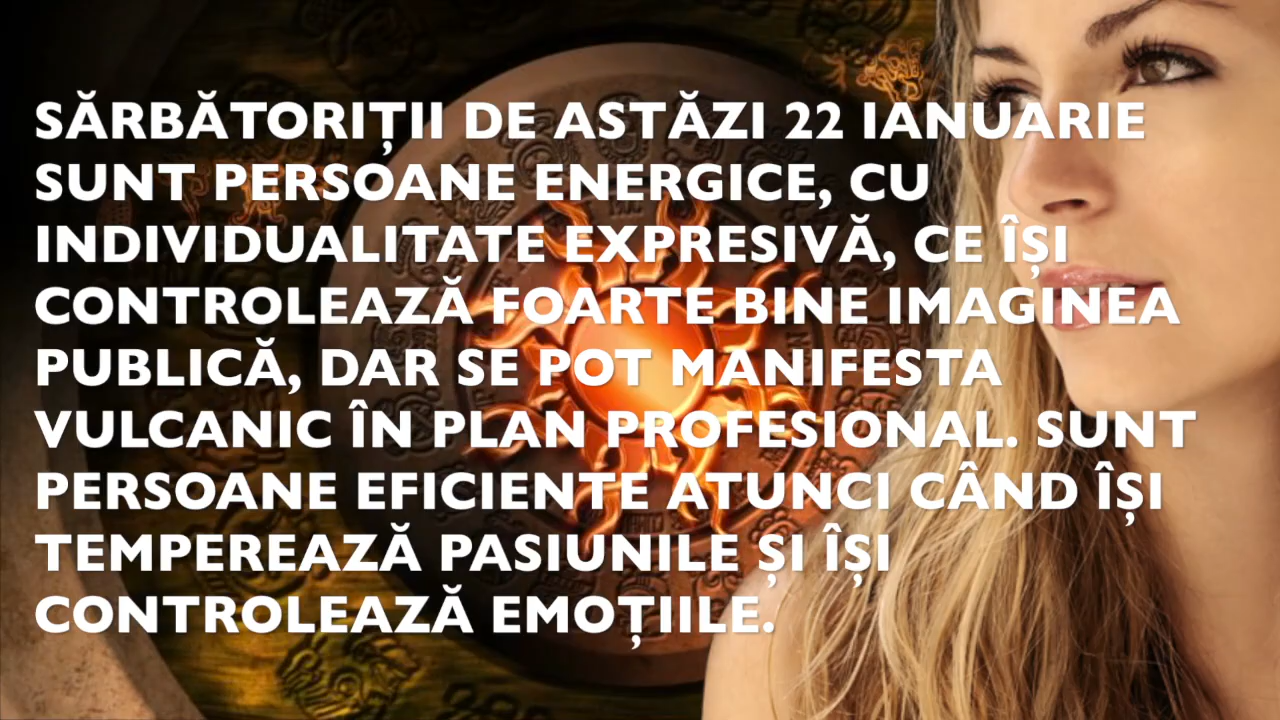 SĂRBĂTORIȚII DE ASTĂZI 22 IANUARIE
SUNT PERSOANE ENERGICE, CU
INDIVIDUALITATE EXPRESIVĂ, CE ÎȘI
CONTROLEAZĂ FOARTE BINE IMAGINEA
PUBLICĂ, DAR SE POT MANIFESTA
VULCANIC ÎN PLAN PROFESIONAL. SUNT
PERSOANE EFICIENTE ATUNCI CÂND ÎȘI
TEMPEREAZĂ PASIUNILE ȘI ÎȘI
CONTROLEAZĂ EMOȚIILE.